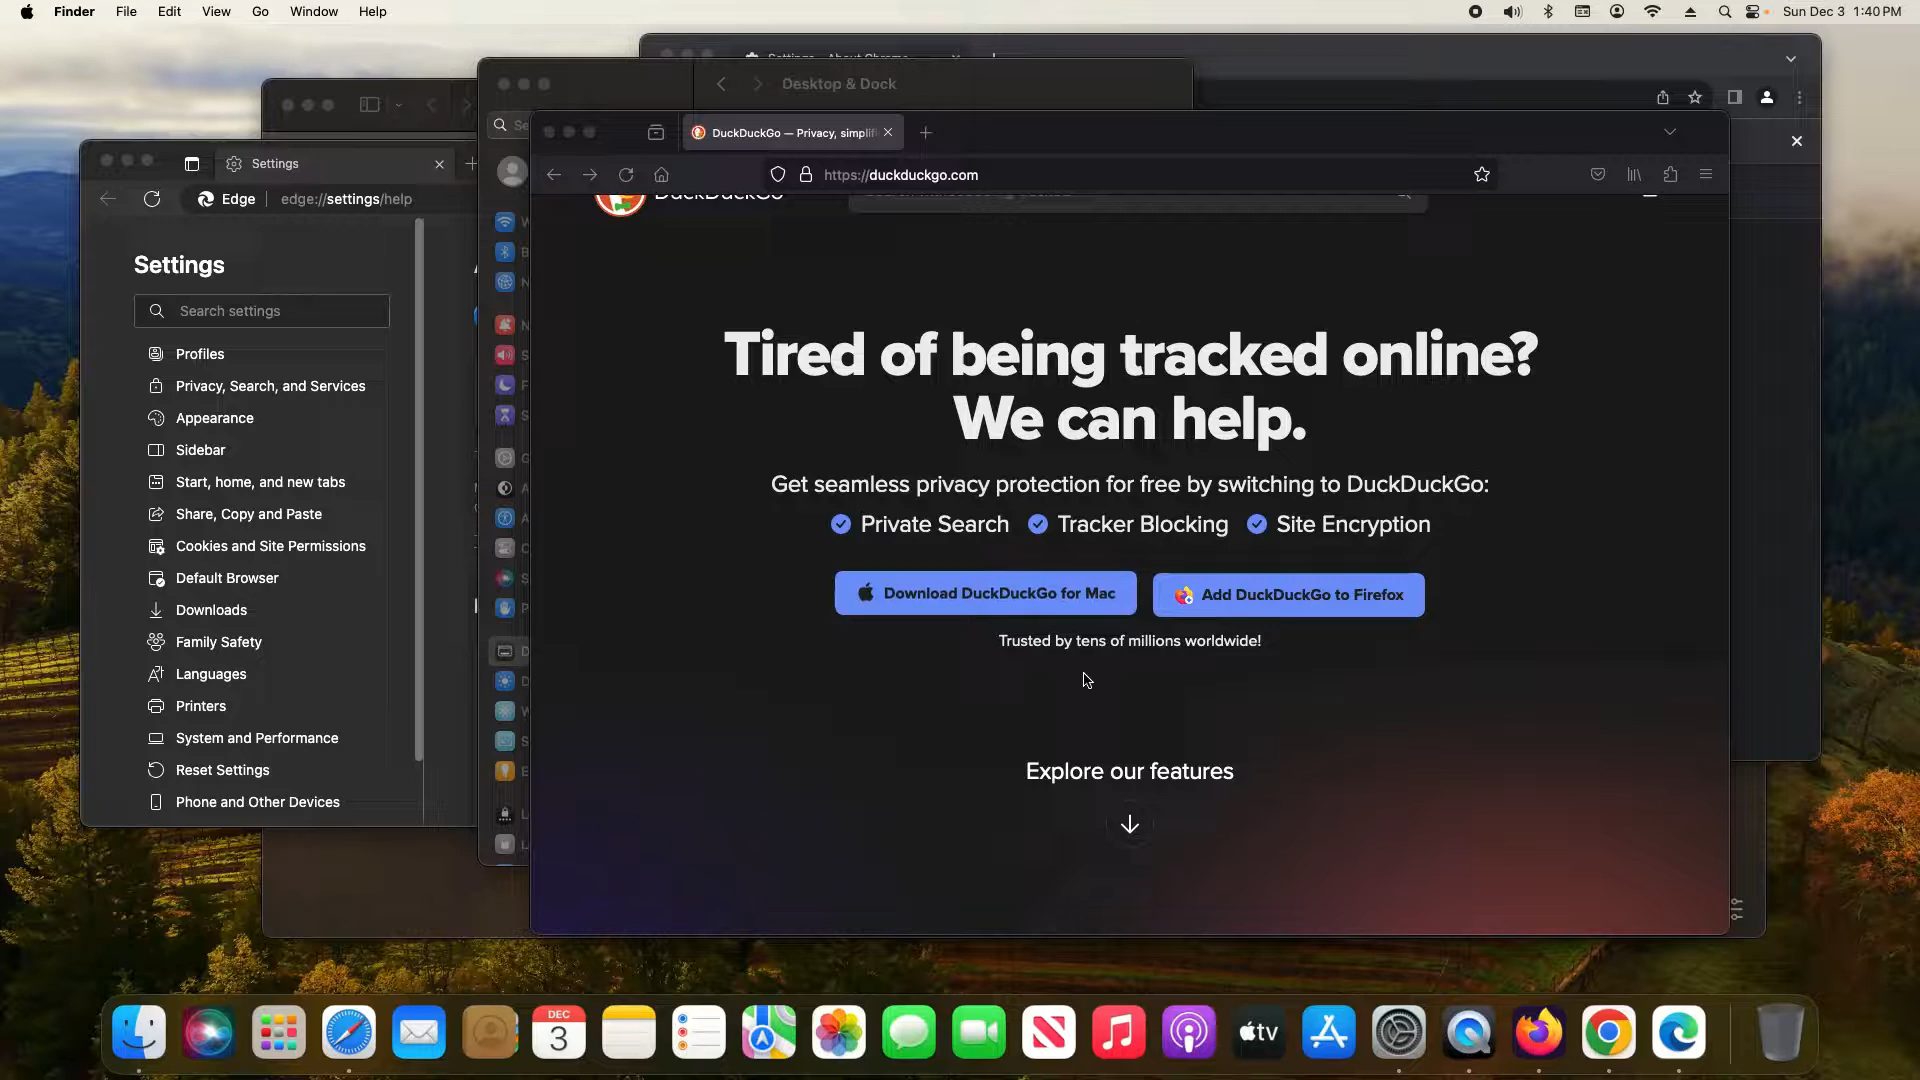 Finder File Edit View Go Window Help
Sun Dec 3 1:40 PM
Settings - About Chrome
Desktop & Dock
DuckDuckGo — Privacy, simplifi
Settings
https://duckduckgo.com
Edge edge://settings/help
DuckDuckGo
Settings
Search settings
Profiles
Privacy, Search, and Services
Appearance
Sidebar
Start, home, and new tabs
Share, Copy and Paste
Cookies and Site Permissions
Default Browser
Downloads
Family Safety
Languages
Printers
System and Performance
Reset Settings
Phone and Other Devices
Tired of being tracked online?
We can help.
Get seamless privacy protection for free by switching to DuckDuckGo:
Private Search Tracker Blocking Site Encryption
Download DuckDuckGo for Mac
Add DuckDuckGo to Firefox
Trusted by tens of millions worldwide!
Explore our features
DEC
3
tv